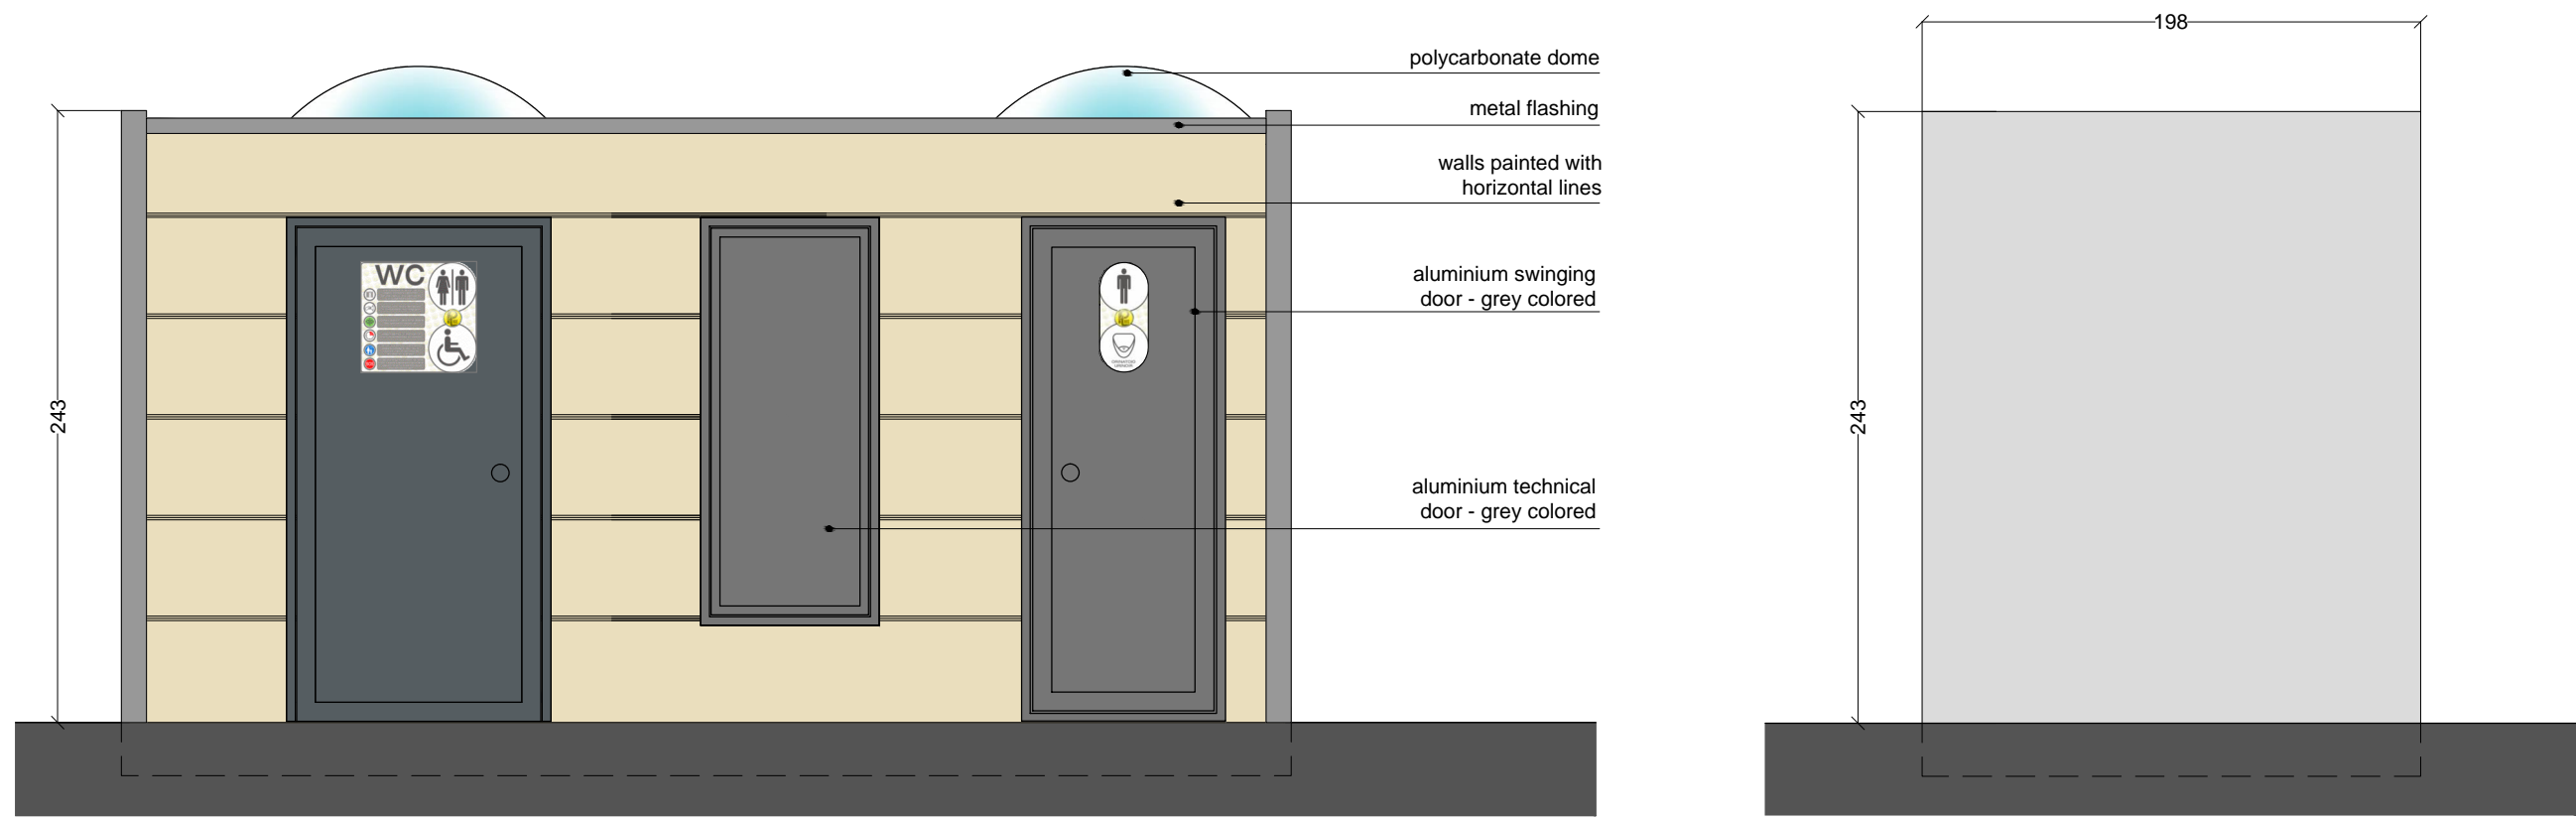 198
polycarbonate dome
metal flashing
walls painted with
horizontal lines
WC
aluminium swinging
door - grey colored
243
243
aluminium technical
door - grey colored